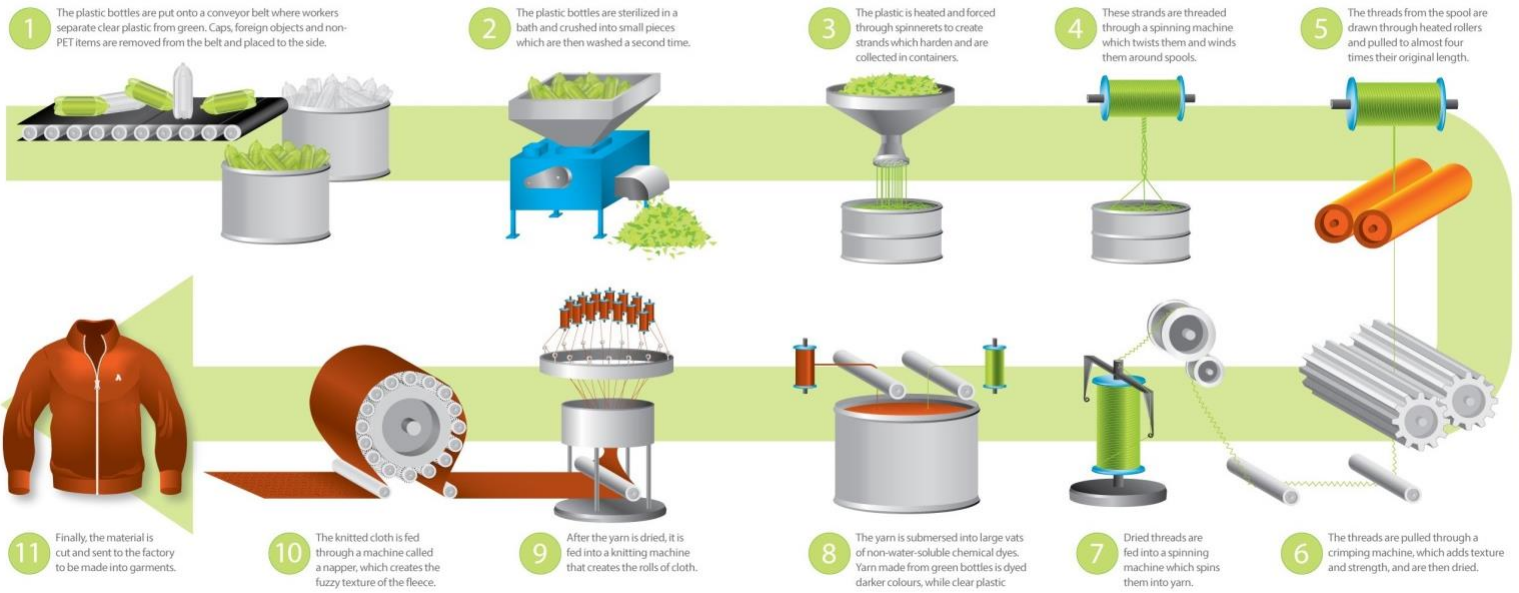 1
The plastic bottles are put onto a conveyor belt where workers
separate clear plastic from green. Caps, foreign objects and non-
PET items are removed from the belt and placed to the side.
2
The plastic bottles are sterilized in a
bath and crushed into small pieces
which are then washed a second time.
3
The plastic is heated and forced
through spinnerets to create
strands which harden and are
collected in containers.
4
These strands are threaded
through a spinning machine
which twists them and winds
them around spools.
5
The threads from the spool are
drawn through heated rollers
and pulled to almost four
times their original length.
6
The threads are pulled through a
crimping machine, which adds texture
and strength, and are then dried.
7
Dried threads are
fed into a spinning
machine which spins
them into yarn.
8
The yarn is submersed into large vats
of non-water-soluble chemical dyes.
Yarn made from green bottles is dyed
darker colours, while clear plastic
9
After the yarn is dried, it is
fed into a knitting machine
that creates the rolls of cloth.
10
The knitted cloth is fed
through a machine called
a napper, which creates the
fuzzy texture of the fleece.
11
Finally, the material is
cut and sent to the factory
to be made into garments.